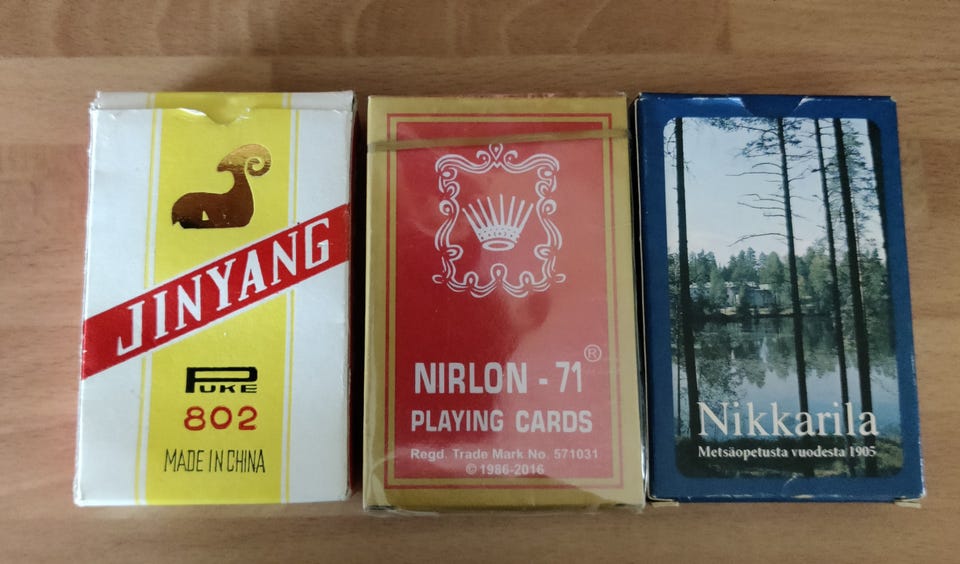 JINYANG
PUKE
802
MADE IN CHINA
NIRLON - 71 ®
PLAYING CARDS
Regd. Trade Mark No. 571031
© 1986-2016
Nikkarila
Metsäopetusta vuodesta 1905